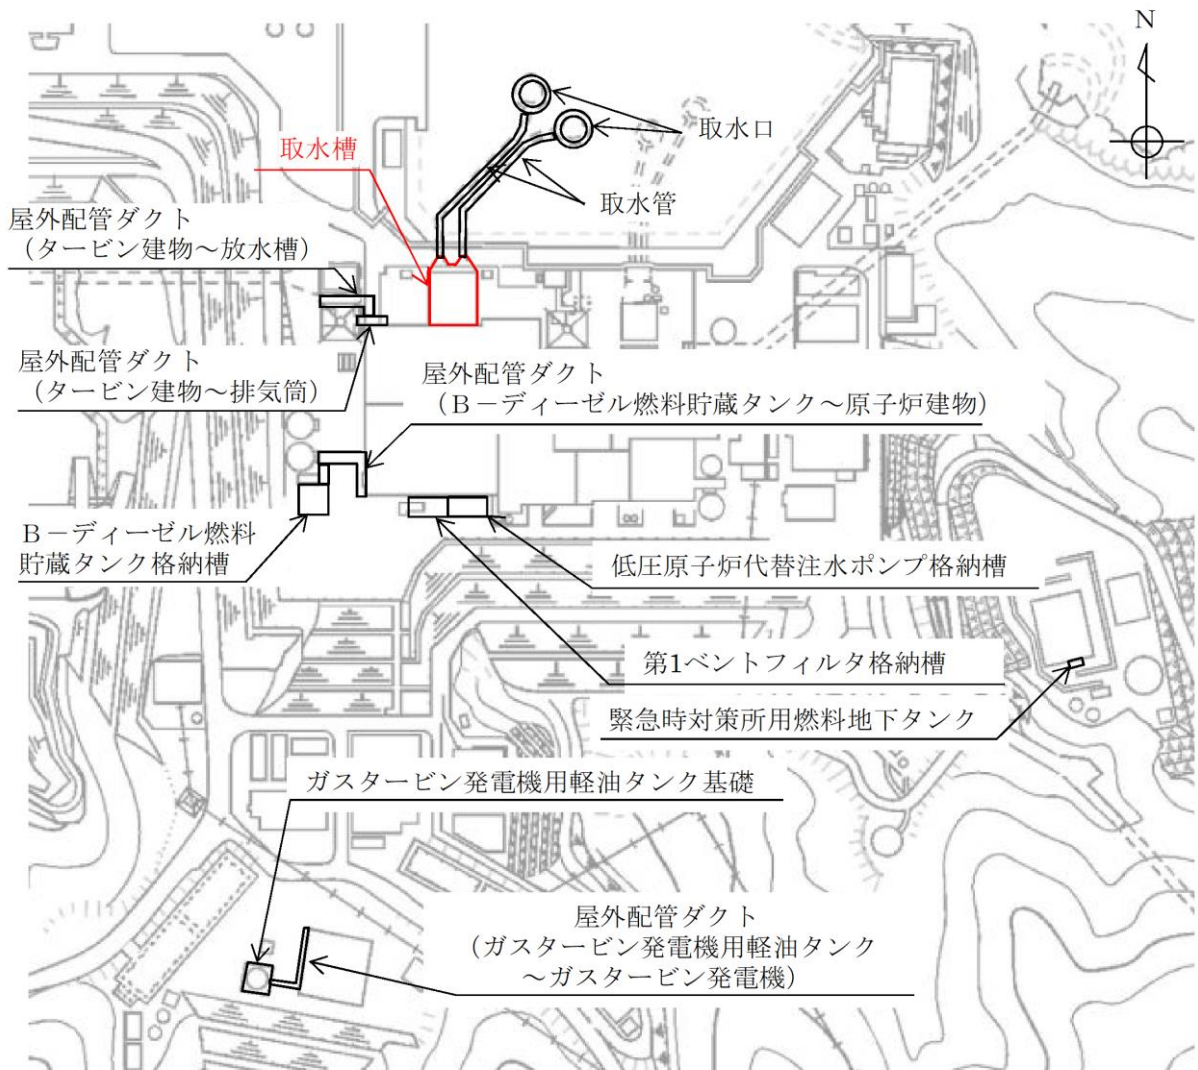 N
取水口
取水槽
取水管
屋外配管ダクト
（タービン建物～放水槽）
屋外配管ダクト
（タービン建物～排気筒）
屋外配管ダクト
（Ｂ－ディーゼル燃料貯蔵タンク～原子炉建物）
Ｂ－ディーゼル燃料
貯蔵タンク格納槽
低圧原子炉代替注水ポンプ格納槽
第1ベントフィルタ格納槽
緊急時対策所用燃料地下タンク
ガスタービン発電機用軽油タンク基礎
屋外配管ダクト
（ガスタービン発電機用軽油タンク
～ガスタービン発電機）